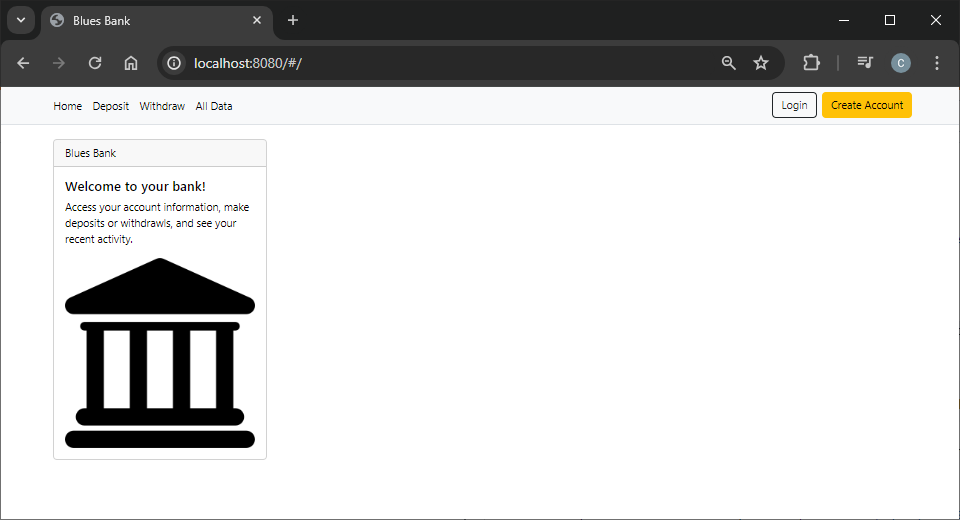 Blues Bank
localhost:8080/#/
C
Home Deposit Withdraw All Data Login Create Account
Blues Bank
Welcome to your bank!
Access your account information, make
deposits or withdrawls, and see your
recent activity.